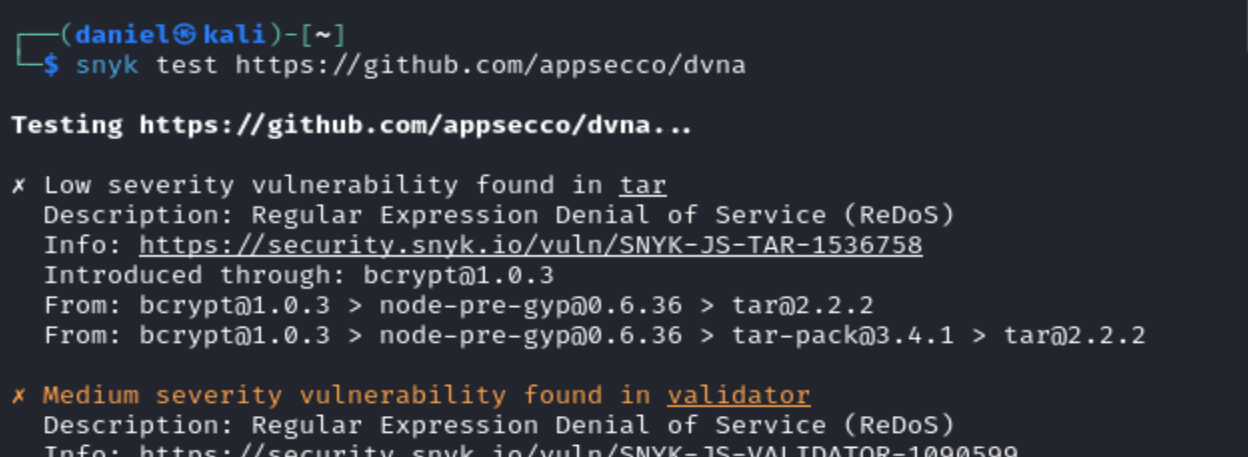 ┌──(daniel㉿kali)-[~]
└─$ snyk test https://github.com/appsecco/dvna
Testing https://github.com/appsecco/dvna...
✗ Low severity vulnerability found in tar
Description: Regular Expression Denial of Service (ReDoS)
Info: https://security.snyk.io/vuln/SNYK-JS-TAR-1536758
Introduced through: bcrypt@1.0.3
From: bcrypt@1.0.3 > node-pre-gyp@0.6.36 > tar@2.2.2
From: bcrypt@1.0.3 > node-pre-gyp@0.6.36 > tar-pack@3.4.1 > tar@2.2.2
✗ Medium severity vulnerability found in validator
Description: Regular Expression Denial of Service (ReDoS)
Info: https://security.snyk.io/vuln/SNYK-JS-VALIDATOR-1090599